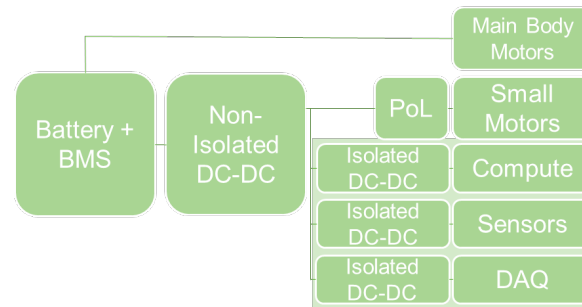 Main Body
Motors
Battery +
BMS
Non-
Isolated
DC-DC
PoL
Small
Motors
Isolated
DC-DC
Compute
Isolated
DC-DC
Sensors
Isolated
DC-DC
DAQ